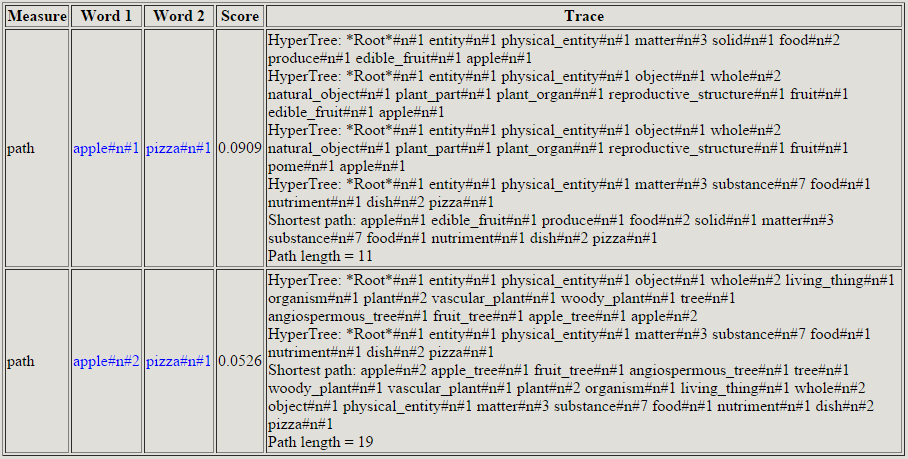 Measure Word 1 Word 2 Score Trace
HyperTree: *Root*#n#1 entity#n#1 physical_entity#n#1 matter#n#3 solid#n#1 food#n#2
produce#n#1 edible_fruit#n#1 apple#n#1
HyperTree: *Root*#n#1 entity#n#1 physical_entity#n#1 object#n#1 whole#n#2
natural_object#n#1 plant_part#n#1 plant_organ#n#1 reproductive_structure#n#1 fruit#n#1
edible_fruit#n#1 apple#n#1
HyperTree: *Root*#n#1 entity#n#1 physical_entity#n#1 object#n#1 whole#n#2
path apple#n#1 pizza#n#1 0.0909 natural_object#n#1 plant_part#n#1 plant_organ#n#1 reproductive_structure#n#1 fruit#n#1
pome#n#1 apple#n#1
HyperTree: *Root*#n#1 entity#n#1 physical_entity#n#1 matter#n#3 substance#n#7 food#n#1
nutriment#n#1 dish#n#2 pizza#n#1
Shortest path: apple#n#1 edible_fruit#n#1 produce#n#1 food#n#2 solid#n#1 matter#n#3
substance#n#7 food#n#1 nutriment#n#1 dish#n#2 pizza#n#1
Path length = 11
HyperTree: *Root*#n#1 entity#n#1 physical_entity#n#1 object#n#1 whole#n#2 living_thing#n#1
organism#n#1 plant#n#2 vascular_plant#n#1 woody_plant#n#1 tree#n#1
angiospermous_tree#n#1 fruit_tree#n#1 apple_tree#n#1 apple#n#2
HyperTree: *Root*#n#1 entity#n#1 physical_entity#n#1 matter#n#3 substance#n#7 food#n#1
path apple#n#2 pizza#n#1 0.0526 nutriment#n#1 dish#n#2 pizza#n#1
Shortest path: apple#n#2 apple_tree#n#1 fruit_tree#n#1 angiospermous_tree#n#1 tree#n#1
woody_plant#n#1 vascular_plant#n#1 plant#n#2 organism#n#1 living_thing#n#1 whole#n#2
object#n#1 physical_entity#n#1 matter#n#3 substance#n#7 food#n#1 nutriment#n#1 dish#n#2
pizza#n#1
Path length = 19